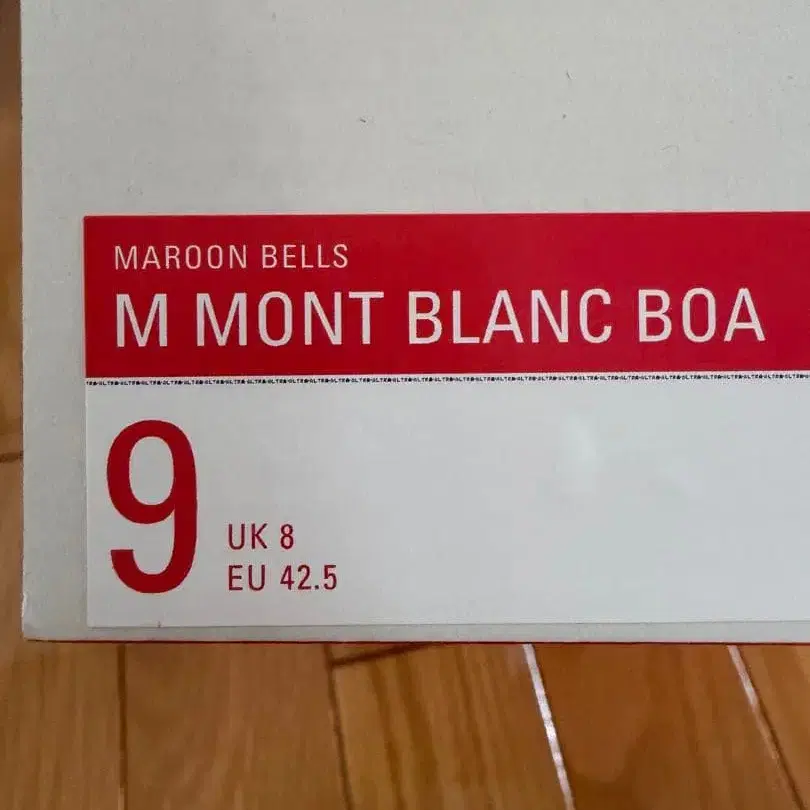 MAROON BELLS
M MONT BLANC BOA
9
UK 8
EU 42.5